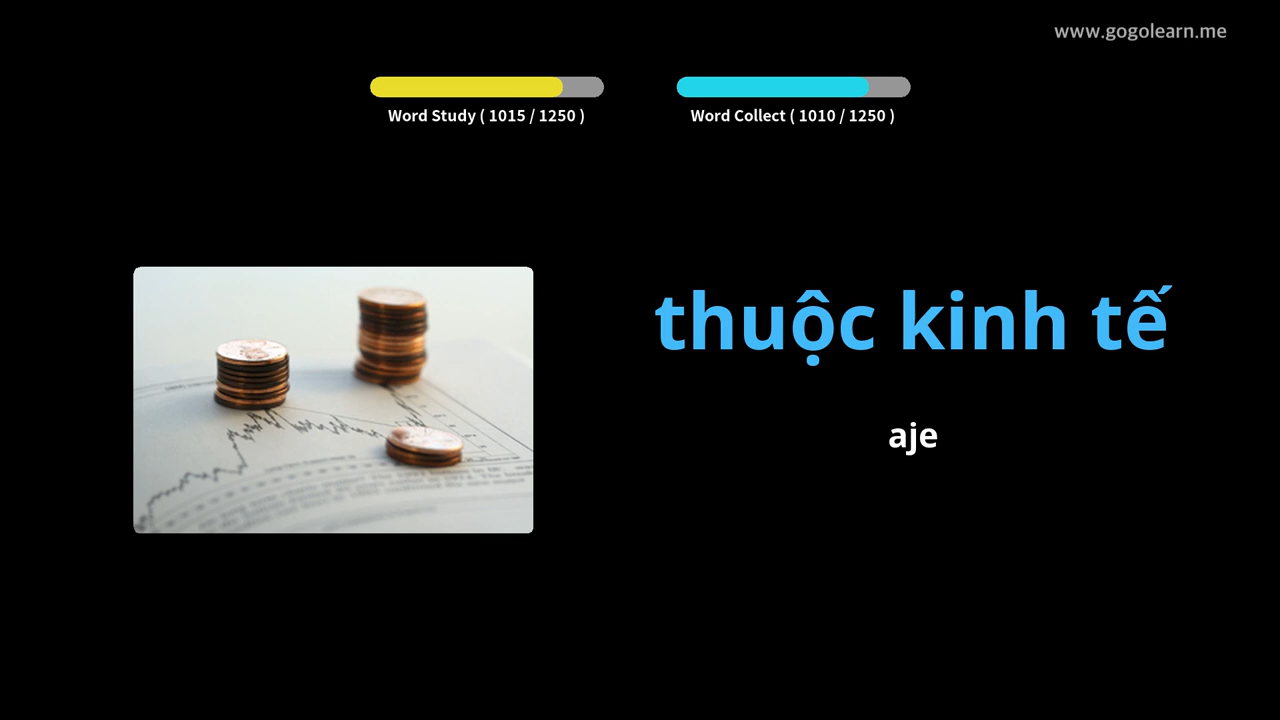 www.gogolearn.me
Word Study ( 1015 / 1250 )
Word Collect ( 1010 / 1250 )
thuộc kinh tế
aje